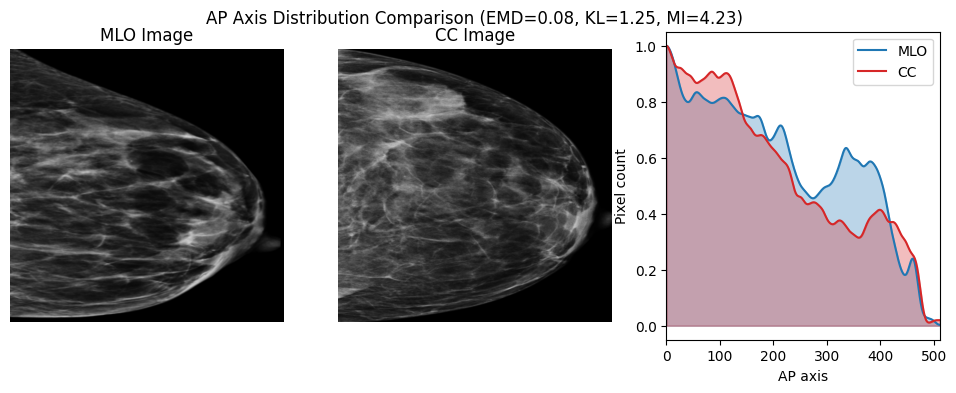 AP Axis Distribution Comparison (EMD=0.08, KL=1.25, MI=4.23)
MLO Image
CC Image
MLO
CC
1.0
0.8
0.6
0.4
0.2
0.0
Pixel count
0 100 200 300 400 500
AP axis